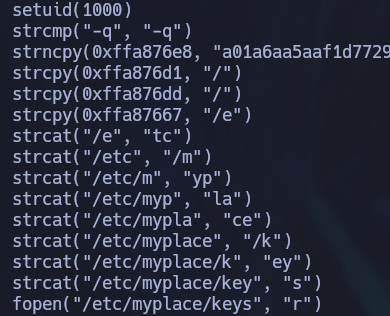 setuid(1000)
strcmp("-q", "-q")
strncpy(0xffa876e8, "a01a6aa5aaf1d7729
strcpy(0xffa876d1, "/")
strcpy(0xffa876dd, "/")
strcpy(0xffa87667, "/e")
strcat("/e", "tc")
strcat("/etc", "/m")
strcat("/etc/m", "yp")
strcat("/etc/myp", "la")
strcat("/etc/mypla", "ce")
strcat("/etc/myplace", "/k")
strcat("/etc/myplace/k", "ey")
strcat("/etc/myplace/key", "s")
fopen("/etc/myplace/keys", "r")